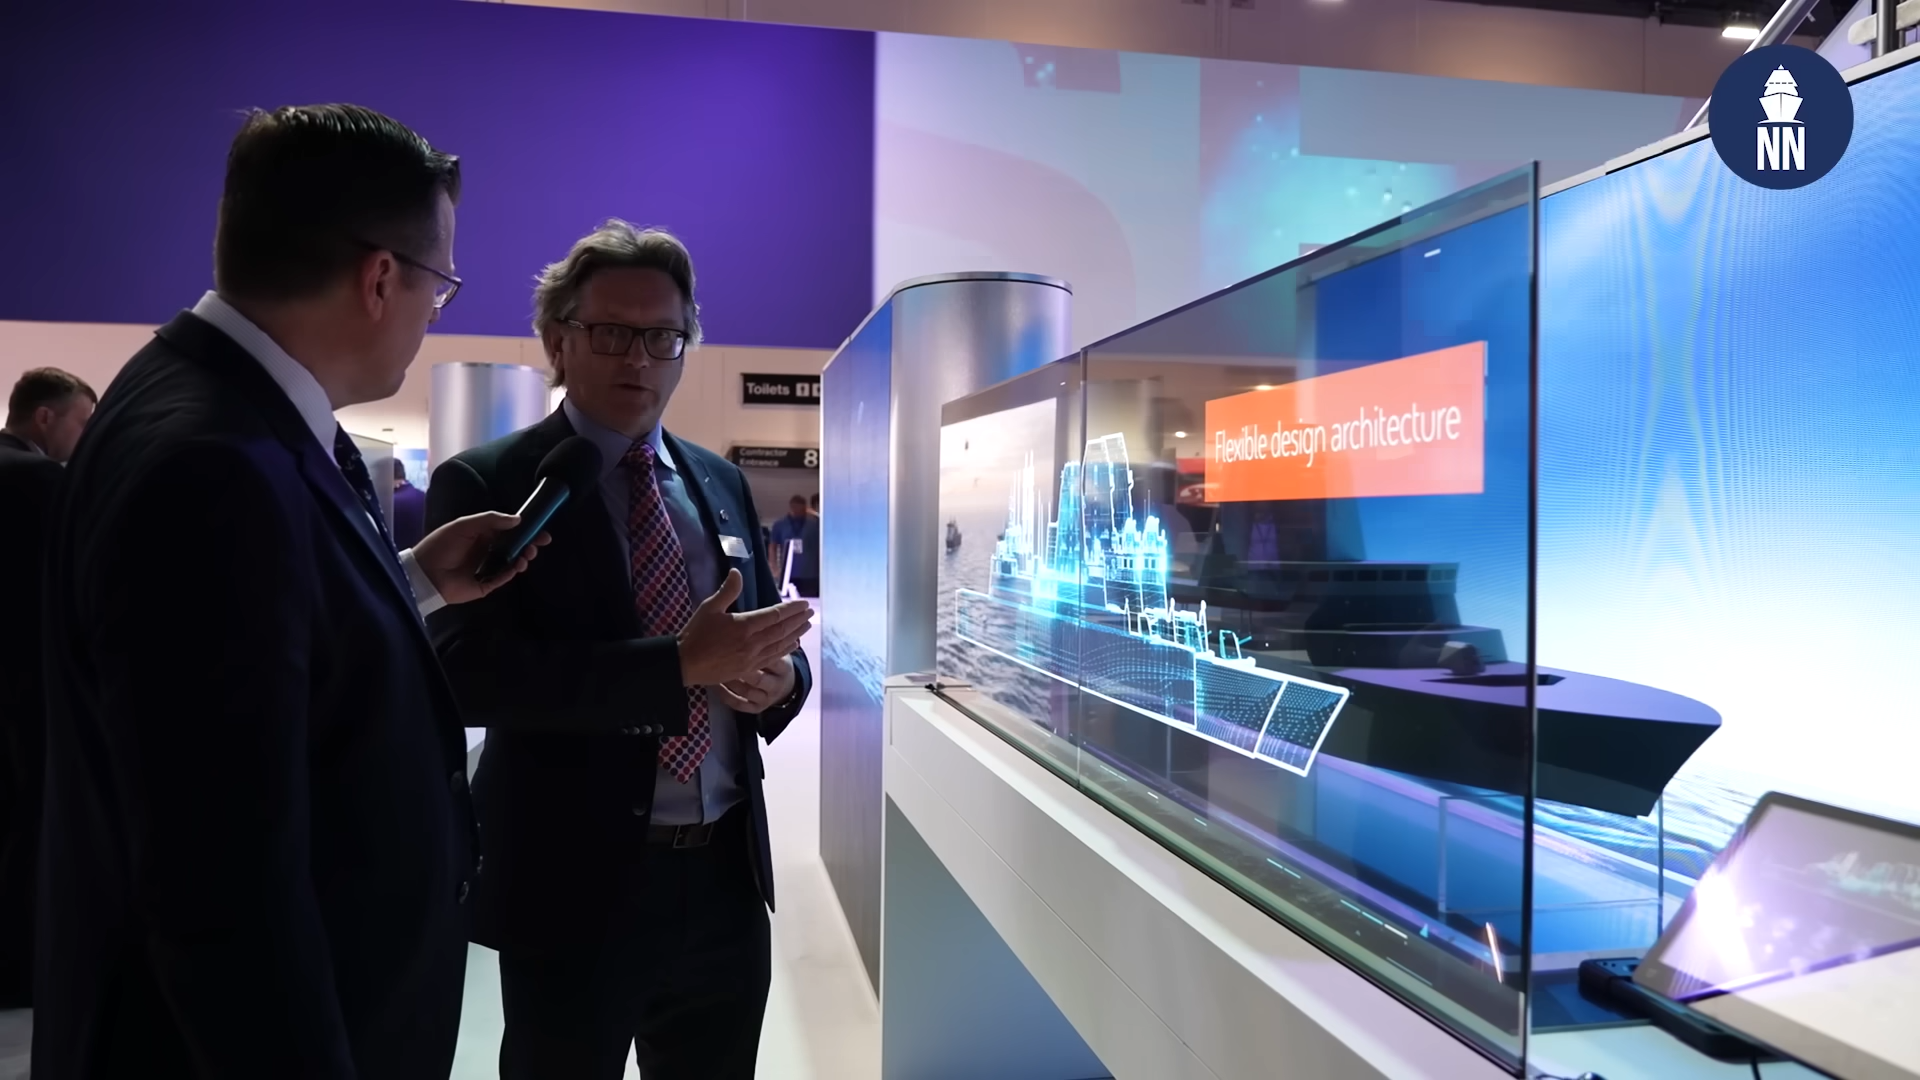 NN
Toilets
Flexible design architecture
Contractor
Entrance
8